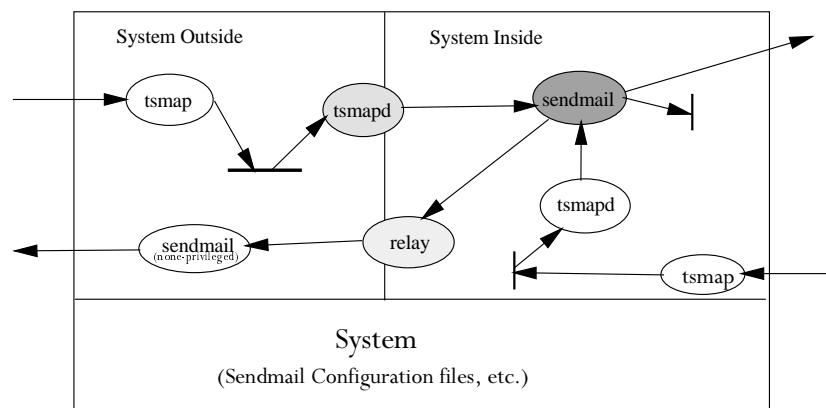 System Outside
System Inside
tsmap
tsmapd
sendmail
tsmapd
sendmail
(none-privileged)
relay
tsmap
System
(Sendmail Configuration files, etc.)